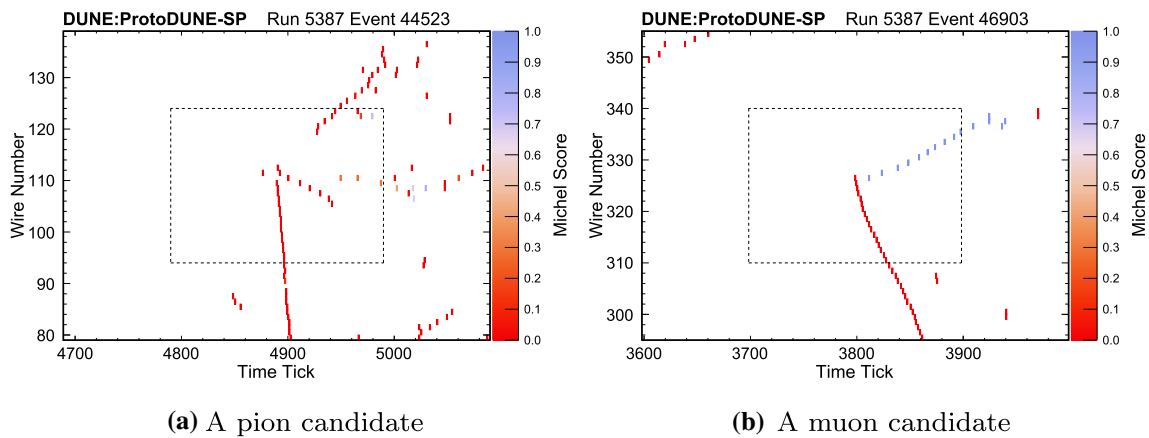 DUNE:ProtoDUNE-SP Run 5387 Event 44523
130
120
110
100
90
80
4700 4800 4900 5000
Wire Number
Time Tick
1.0
0.9
0.8
0.7
0.6
0.5
0.4
0.3
0.2
0.1
0.0
Michel Score
(a) A pion candidate
DUNE:ProtoDUNE-SP Run 5387 Event 46903
350
340
330
320
310
300
3600 3700 3800 3900
Wire Number
Time Tick
1.0
0.9
0.8
0.7
0.6
0.5
0.4
0.3
0.2
0.1
0.0
Michel Score
(b) A muon candidate